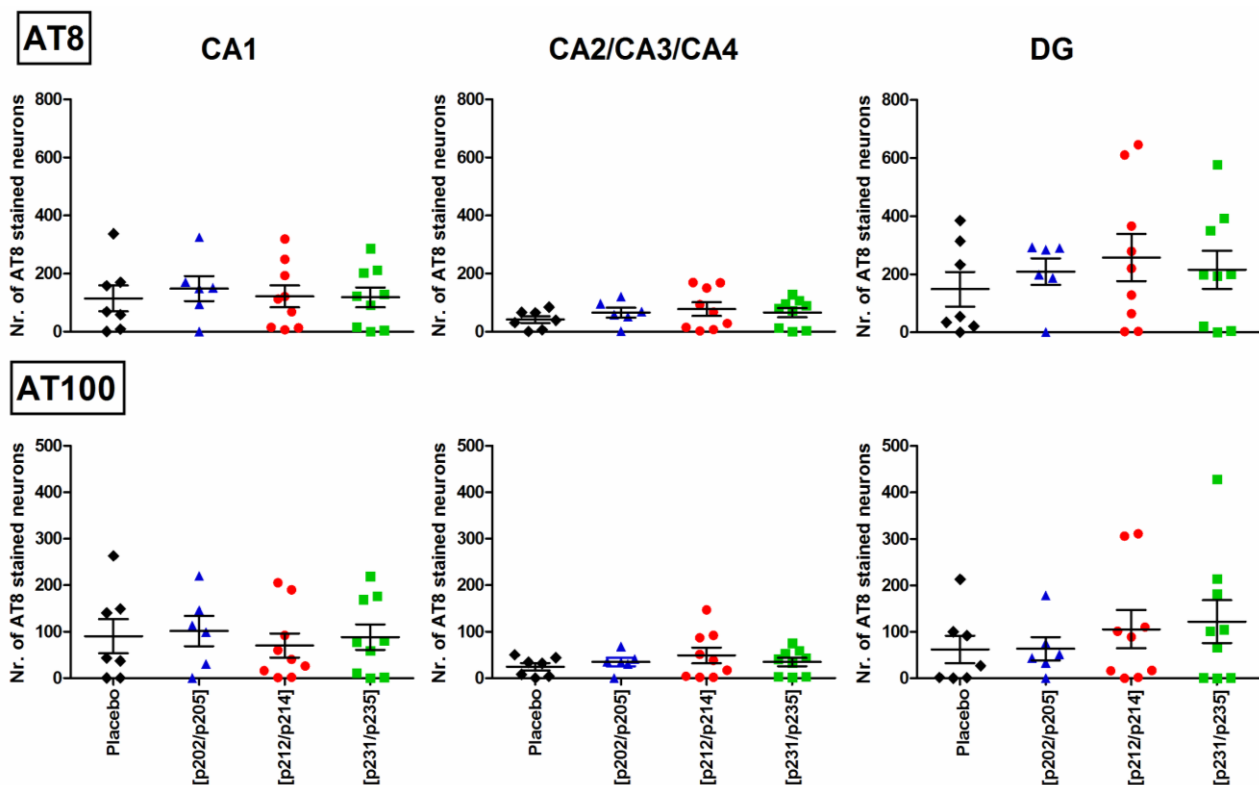 AT8
CA1
CA2/CA3/CA4
DG
Nr. of AT8 stained neurons
800
600
400
200
0
Nr. of AT8 stained neurons
800
600
400
200
0
Nr. of AT8 stained neurons
800
600
400
200
0
AT100
Nr. of AT8 stained neurons
500
400
300
200
100
0
Placebo
[p202/p205]
[p212/p214]
[p231/p235]
Nr. of AT8 stained neurons
500
400
300
200
100
0
Placebo
[p202/p205]
[p212/p214]
[p231/p235]
Nr. of AT8 stained neurons
500
400
300
200
100
0
Placebo
[p202/p205]
[p212/p214]
[p231/p235]